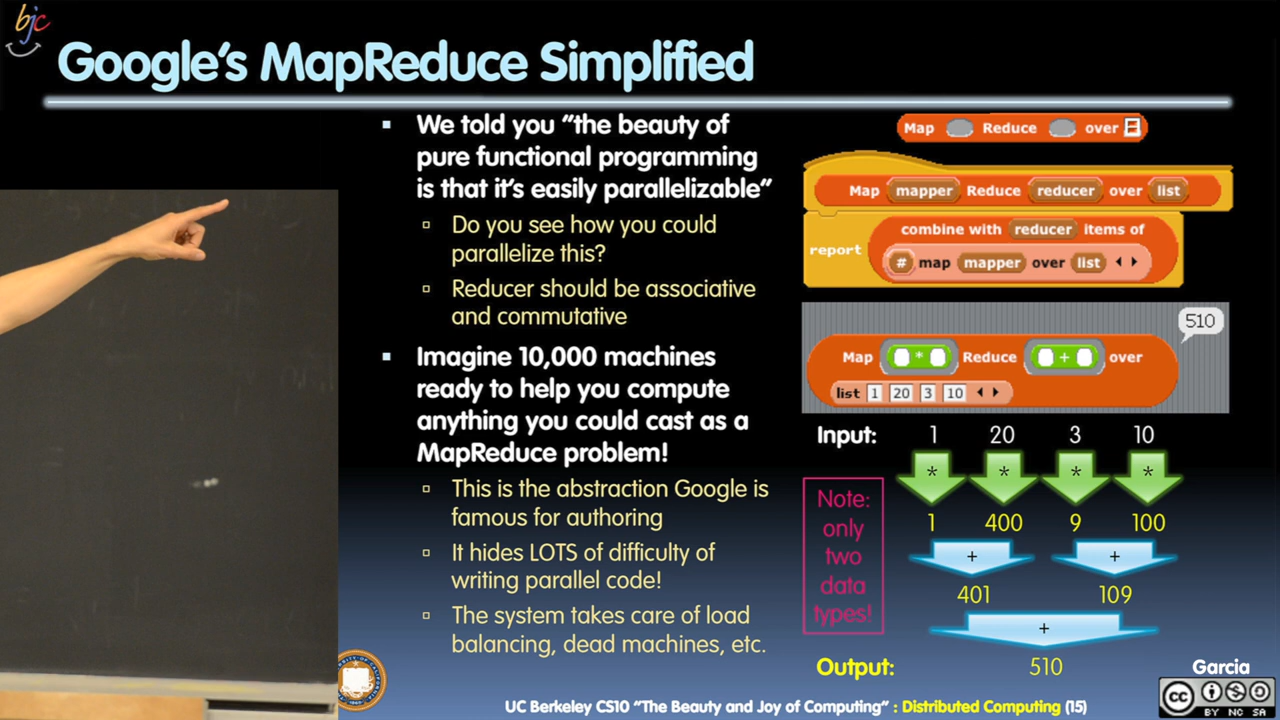 bjc
Google's MapReduce Simplified
▪ We told you "the beauty of
pure functional programming
is that it's easily parallelizable"
▫ Do you see how you could
parallelize this?
▫ Reducer should be associative
and commutative
▪ Imagine 10,000 machines
ready to help you compute
anything you could cast as a
MapReduce problem!
▫ This is the abstraction Google is
famous for authoring
▫ It hides LOTS of difficulty of
writing parallel code!
▫ The system takes care of load
balancing, dead machines, etc.
Map Reduce over
Map mapper Reduce reducer over list
combine with reducer items of
report
# map mapper over list
510
Map * Reduce + over
list 1 20 3 10
Input: 1 20 3 10
* * * *
1 400 9 100
+ +
401 109
+
Output: 510
Note:
only
two
data
types!
Garcia
UC Berkeley CS10 "The Beauty and Joy of Computing" : Distributed Computing (15)
cc
BY NC SA